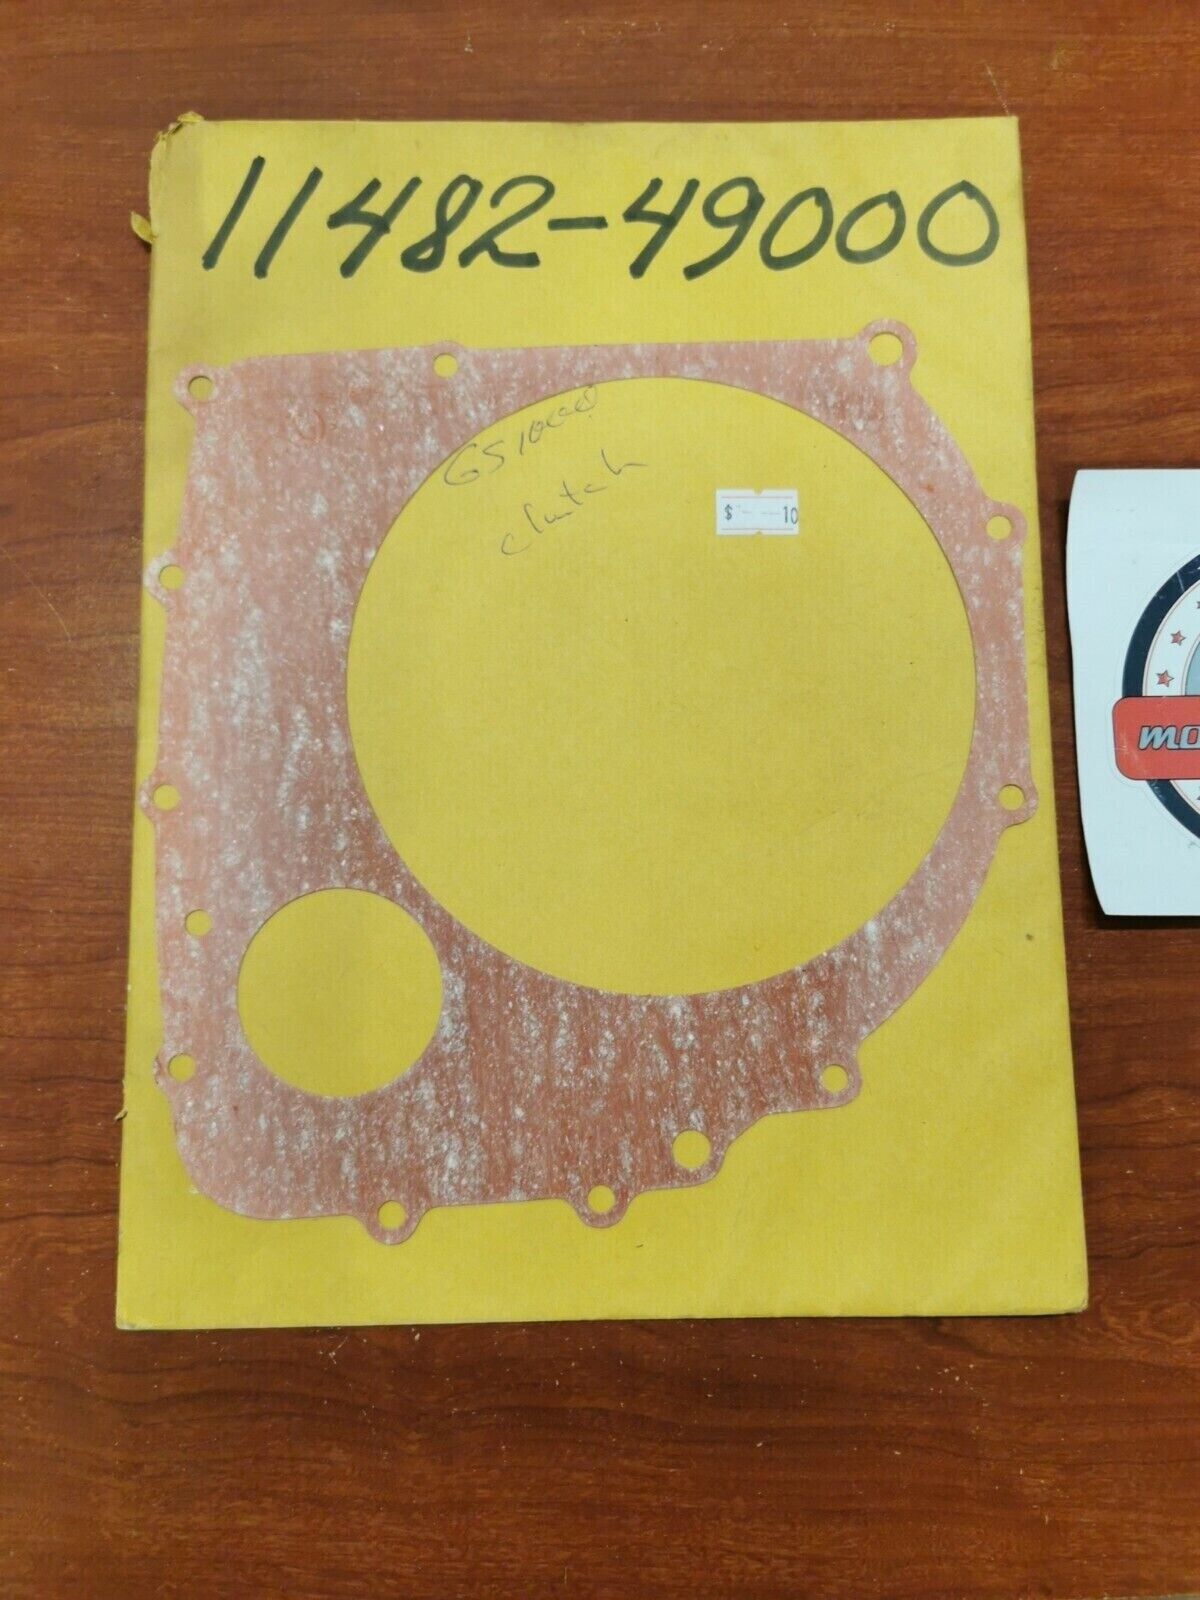 11482-49000
GS1000
clutch
$ - -- 10
mo